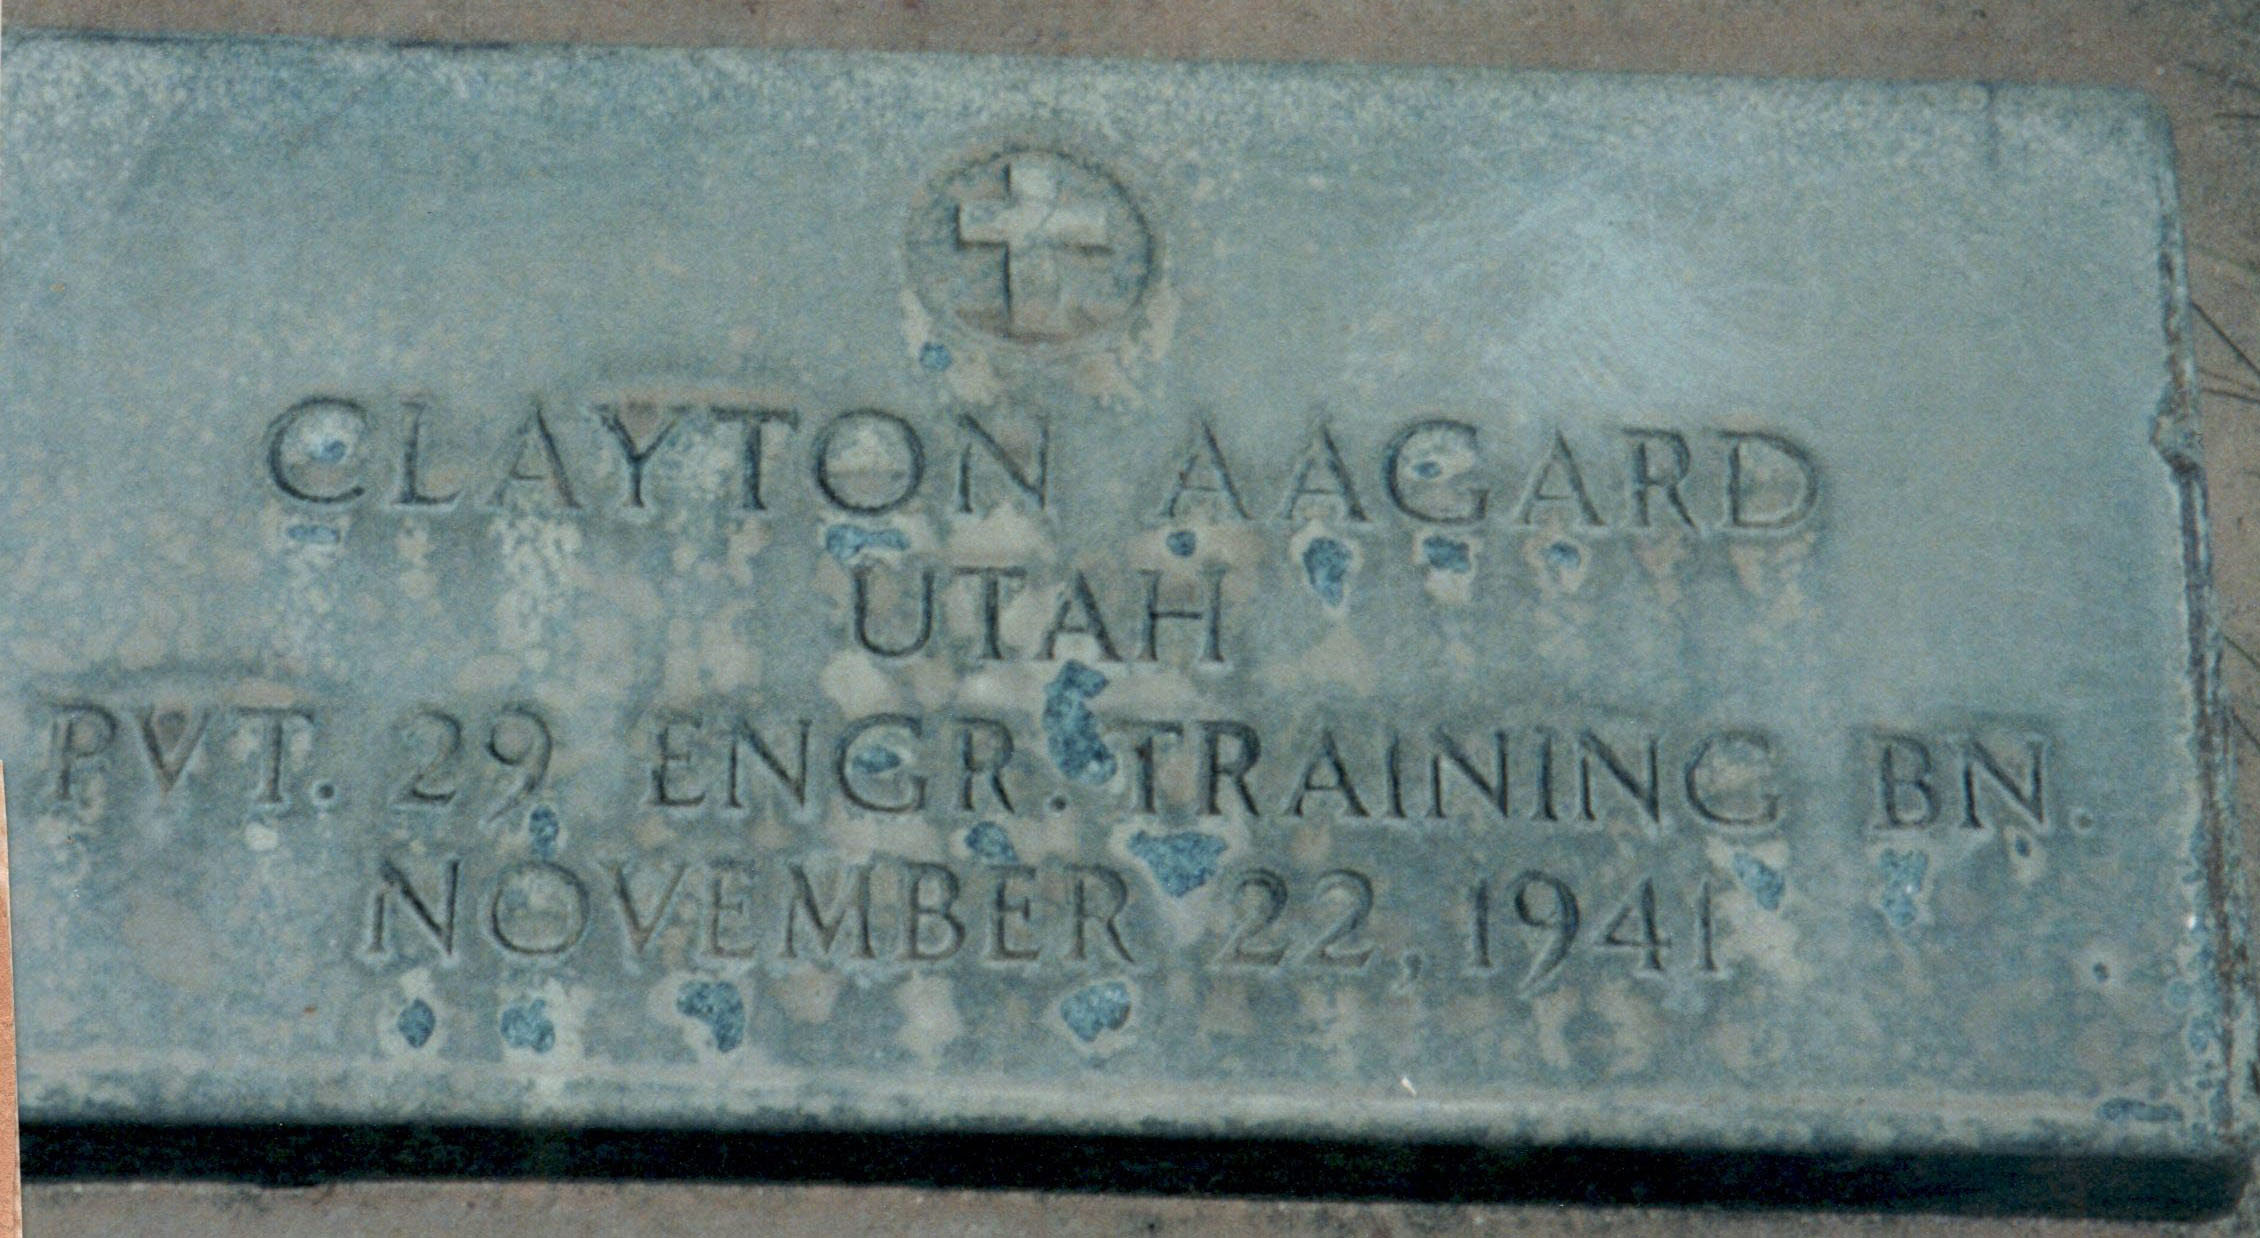 CLAYTON AAGARD
UTAH
PVT. 29 ENGR. TRAINING BN.
NOVEMBER 22, 1941